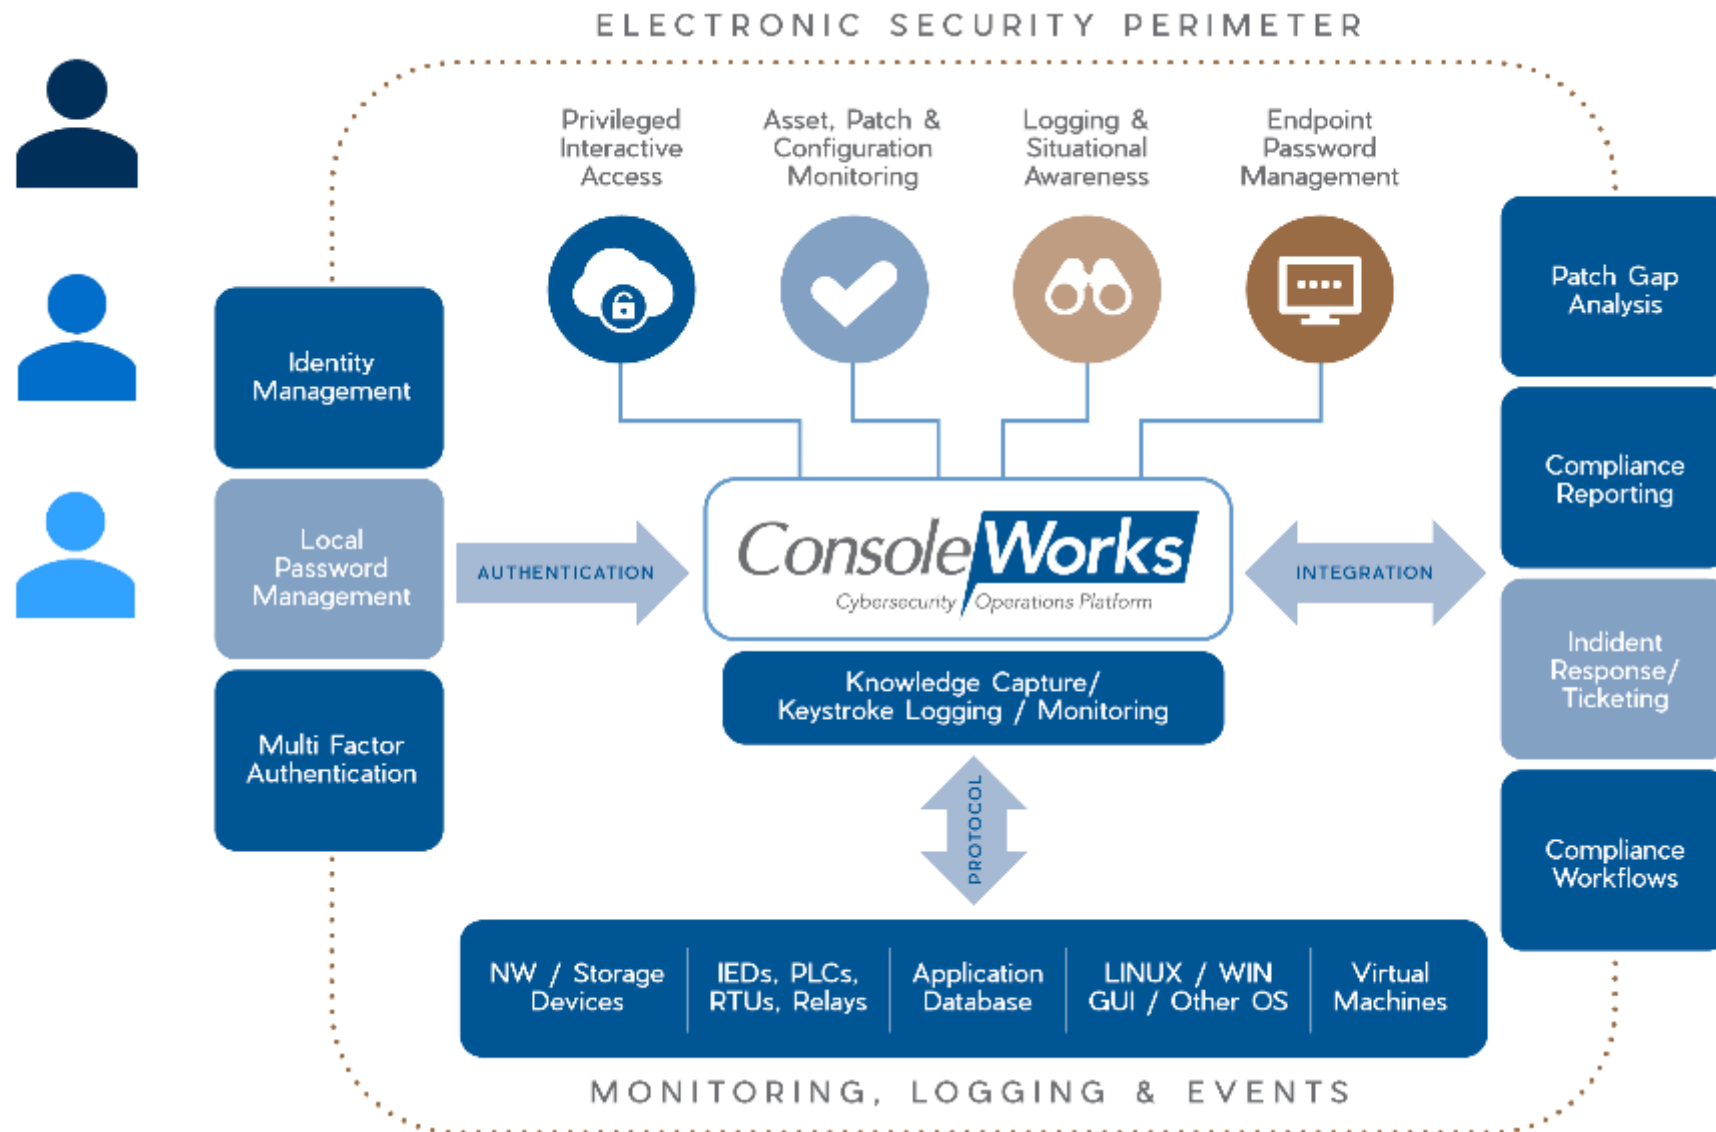 ELECTRONIC SECURITY PERIMETER
Privileged
Interactive
Access
Asset, Patch &
Configuration
Monitoring
Logging &
Situational
Awareness
Endpoint
Password
Management
Identity
Management
Local
Password
Management
Multi Factor
Authentication
AUTHENTICATION
ConsoleWorks
Cybersecurity Operations Platform
Knowledge Capture/
Keystroke Logging / Monitoring
INTEGRATION
Patch Gap
Analysis
Compliance
Reporting
Indident
Response/
Ticketing
Compliance
Workflows
PROTOCOL
NW / Storage
Devices
IEDs, PLCs,
RTUs, Relays
Application
Database
LINUX / WIN
GUI / Other OS
Virtual
Machines
MONITORING, LOGGING & EVENTS